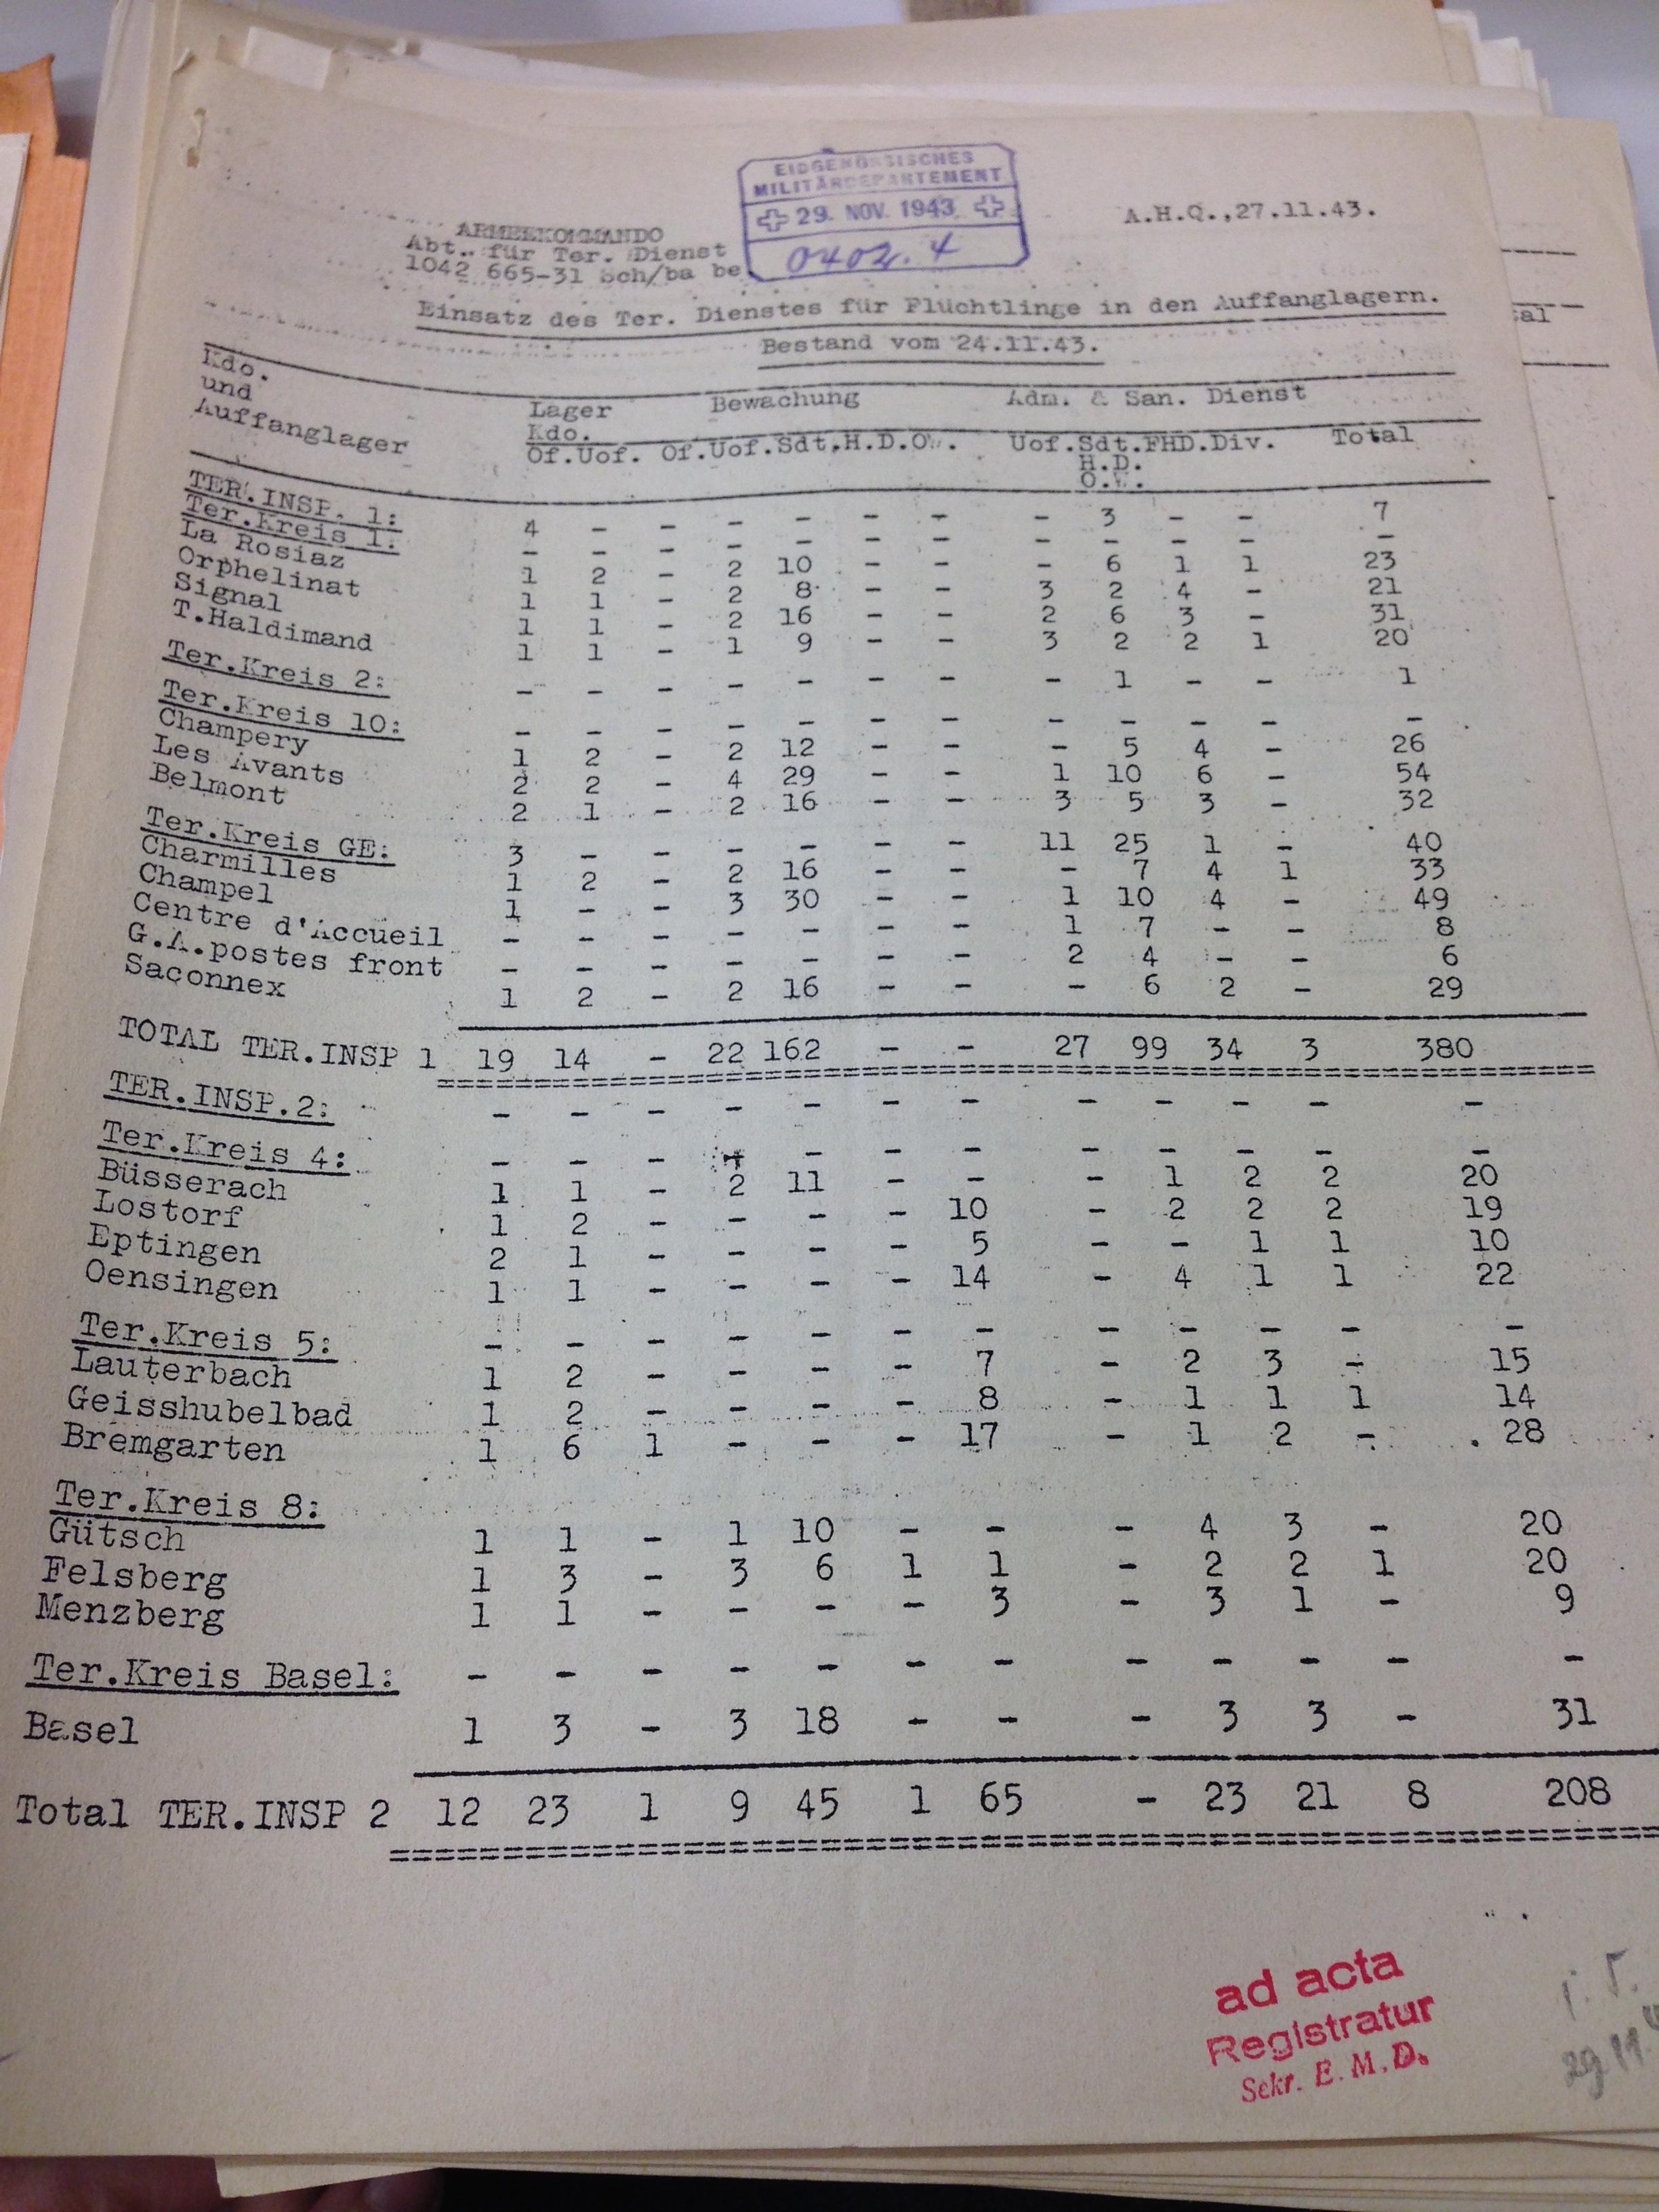 EIDGENÖSSISCHES
MILITÄRDEPARTEMENT
29. NOV. 1943
0402.4
A.H.Q.,27.11.43.
ARMEEKOMMANDO
Abt. für Ter. Dienst
1042 665-31 Sch/ba be
Einsatz des Ter. Dienstes für Flüchtlinge in den Auffanglagern.
Bestand vom 24.11.43.
Kdo. und Auffanglager Lager Kdo. Bewachung Adm. & San. Dienst Total
Of.Uof. Of.Uof.Sdt.H.D.O.W. Uof.Sdt.FHD.Div.
H.D.
O.W.
TER.INSP. 1: 4 - - - - - - - 3 - - 7
Ter.Kreis 1: - - - - - - - - - - - -
La Rosiaz 1 2 - 2 10 - - - 6 1 1 23
Orphelinat 1 1 - 2 8 - - 3 2 4 - 21
Signal 1 1 - 2 16 - - 2 6 3 - 31
T.Haldimand 1 1 - 1 9 - - 3 2 2 1 20
Ter.Kreis 2: - - - - - - - - 1 - - 1
Ter.Kreis 10: - - - - - - - - - - - -
Champery 1 2 - 2 12 - - - 5 4 - 26
Les Avants 2 2 - 4 29 - - 1 10 6 - 54
Belmont 2 1 - 2 16 - - 3 5 3 - 32
Ter.Kreis GE: 3 - - - - - - 11 25 1 - 40
Charmilles 1 2 - 2 16 - - - 7 4 1 33
Champel 1 - - 3 30 - - 1 10 4 - 49
Centre d'Accueil - - - - - - - 1 7 - - 8
G.A.postes front - - - - - - - 2 4 - - 6
Saconnex 1 2 - 2 16 - - - 6 2 - 29
TOTAL TER.INSP 1 19 14 - 22 162 - - 27 99 34 3 380
TER.INSP.2: - - - - - - - - - - - -
Ter.Kreis 4: - - - - - - - - - - -
Büsserach 1 1 - 2 11 - - - 1 2 2 20
Lostorf 1 2 - - - - 10 - 2 2 2 19
Eptingen 2 1 - - - - 5 - - 1 1 10
Oensingen 1 1 - - - - 14 - 4 1 1 22
Ter.Kreis 5: - - - - - - - - - - - -
Lauterbach 1 2 - - - - 7 - 2 3 - 15
Geisshubelbad 1 2 - - - - 8 - 1 1 1 14
Bremgarten 1 6 1 - - - 17 - 1 2 - 28
Ter.Kreis 8:
Gütsch 1 1 - 1 10 - - - 4 3 - 20
Felsberg 1 3 - 3 6 1 1 - 2 2 1 20
Menzberg 1 1 - - - - 3 - 3 1 - 9
Ter.Kreis Basel: - - - - - - - - - - - -
Basel 1 3 - 3 18 - - - 3 3 - 31
Total TER.INSP 2 12 23 1 9 45 1 65 - 23 21 8 208
ad acta
Registratur
Sekr. E.M.D.
29.11.